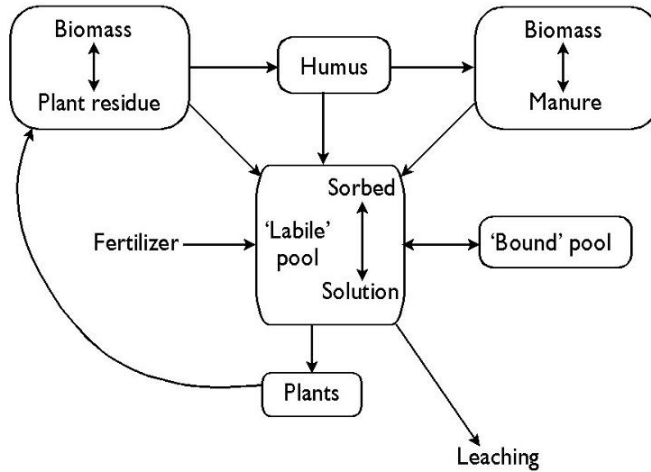 Biomass
Plant residue
Humus
Biomass
Manure
Fertilizer
'Labile'
pool
Sorbed
Solution
'Bound' pool
Plants
Leaching